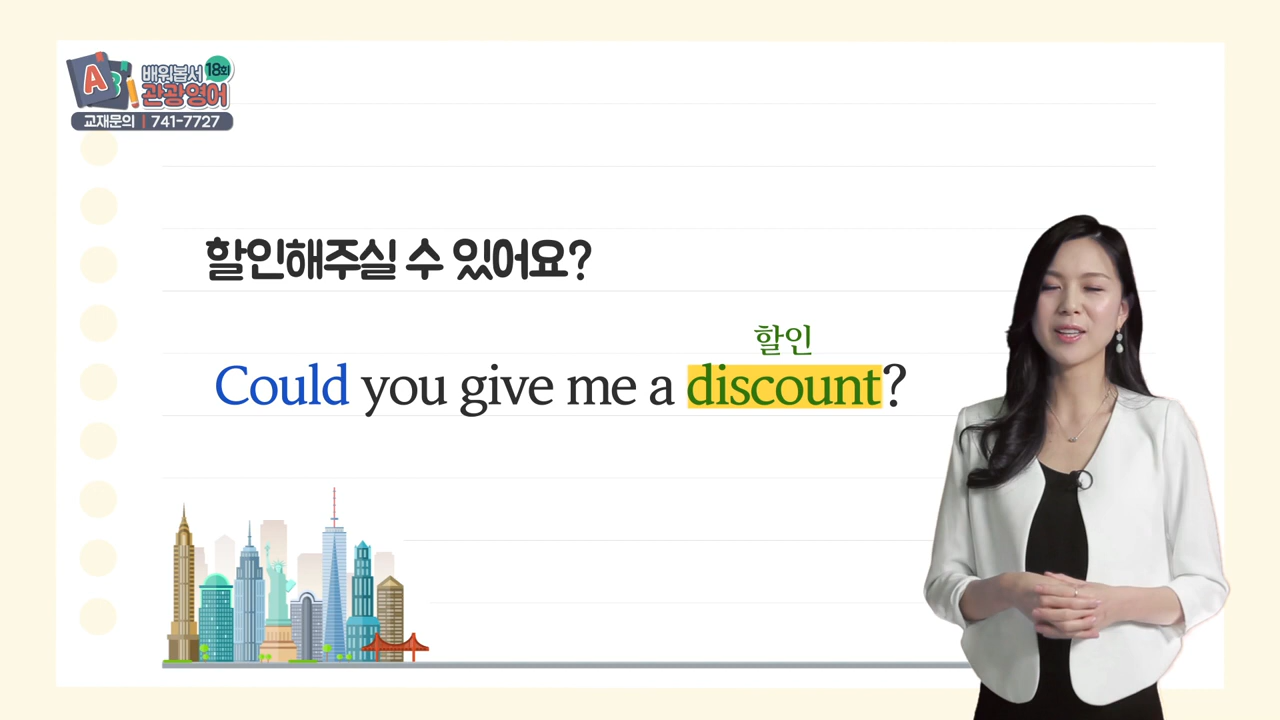 배워봅서 18회
관광영어
교재문의 | 741-7727
할인해주실 수 있어요?
할인
Could you give me a discount?